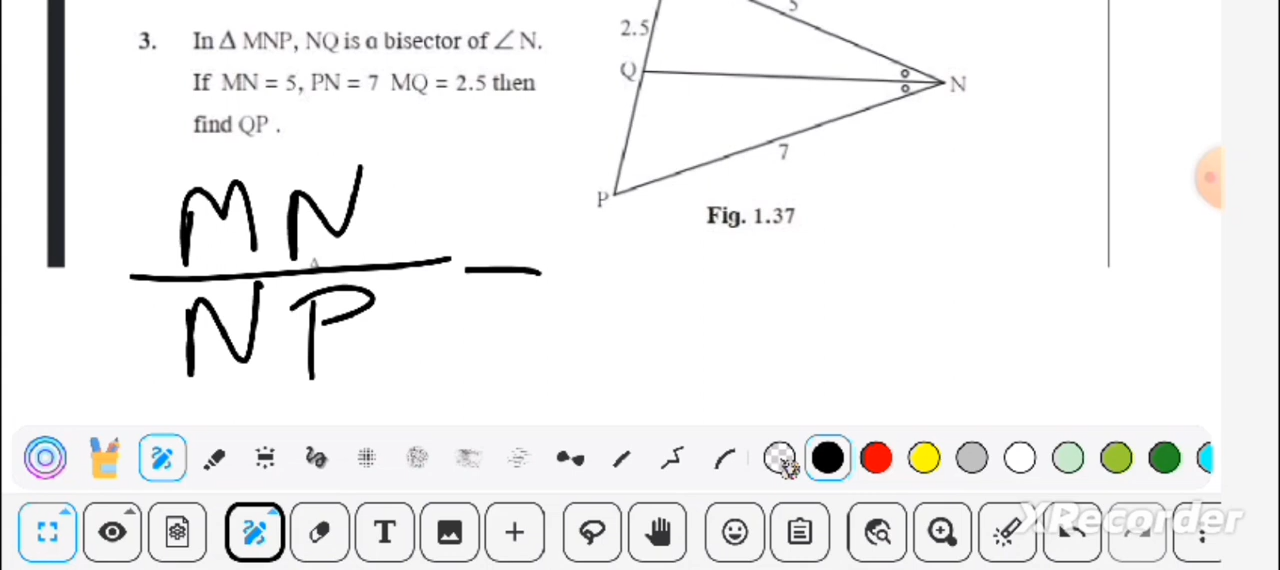 3. In Δ MNP, NQ is a bisector of ∠N.
If MN = 5, PN = 7 MQ = 2.5 then
find QP .
2.5
5
Q
N
7
P
Fig. 1.37
MN
NP
T
XRecorder